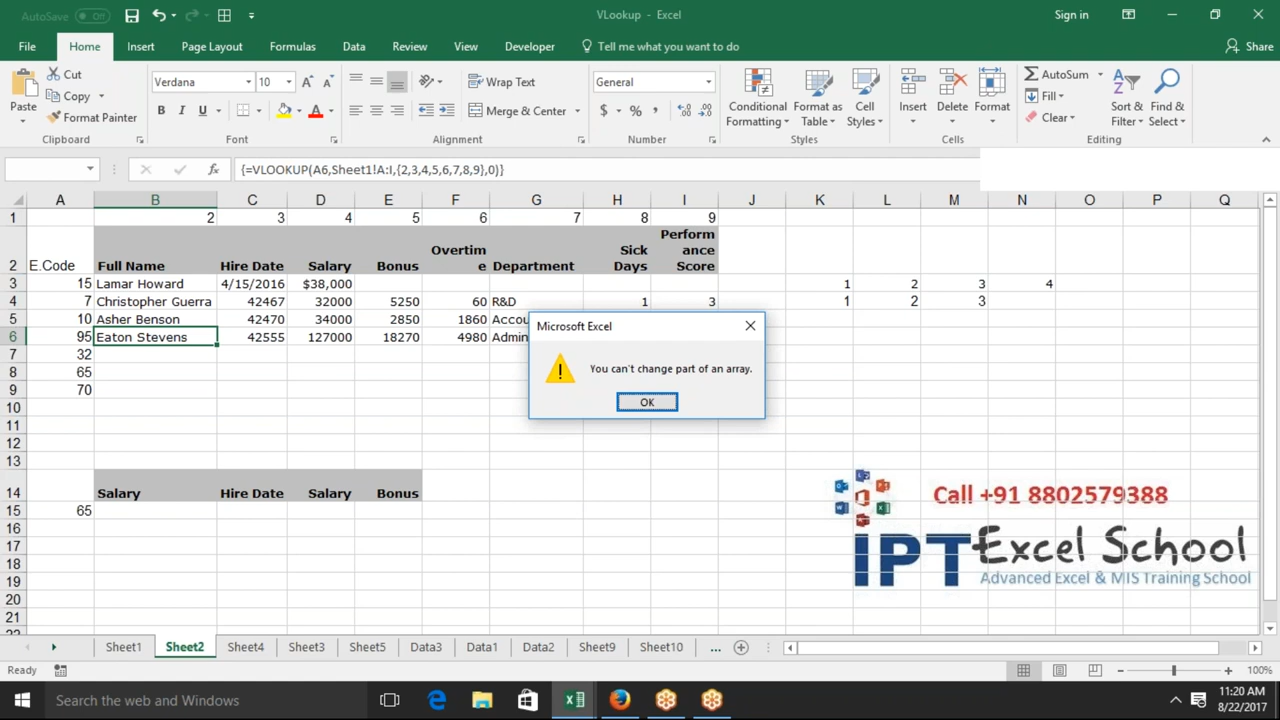 AutoSave Off
VLookup - Excel
Sign in
File Home Insert Page Layout Formulas Data Review View Developer Tell me what you want to do Share
Paste
Cut
Copy
Format Painter
Verdana 10
B I U
Wrap Text
Merge & Center
General
$ % ,
Conditional Formatting
Format as Table
Cell Styles
Insert
Delete
Format
AutoSum
Fill
Clear
Sort & Filter
Find & Select
Clipboard Font Alignment Number Styles Cells Editing
fx {=VLOOKUP(A6,Sheet1!A:I,{2,3,4,5,6,7,8,9},0)}
A B C D E F G H I J K L M N O P Q
1 2 3 4 5 6 7 8 9
2 E.Code Full Name Hire Date Salary Bonus Overtime Department Sick Days Performance Score
3 15 Lamar Howard 4/15/2016 $38,000 1 2 3 4
4 7 Christopher Guerra 42467 32000 5250 60 R&D 1 3 1 2 3
5 10 Asher Benson 42470 34000 2850 1860 Accou
6 95 Eaton Stevens 42555 127000 18270 4980 Admin
7 32
8 65
9 70
10
11
12
13
14 Salary Hire Date Salary Bonus
15 65
16
17
18
19
20
21
Microsoft Excel
You can't change part of an array.
OK
Call +91 8802579388
IPT Excel School
Advanced Excel & MIS Training School
Sheet1 Sheet2 Sheet4 Sheet3 Sheet5 Data3 Data1 Data2 Sheet9 Sheet10 ...
Ready
100%
Search the web and Windows
11:20 AM
8/22/2017